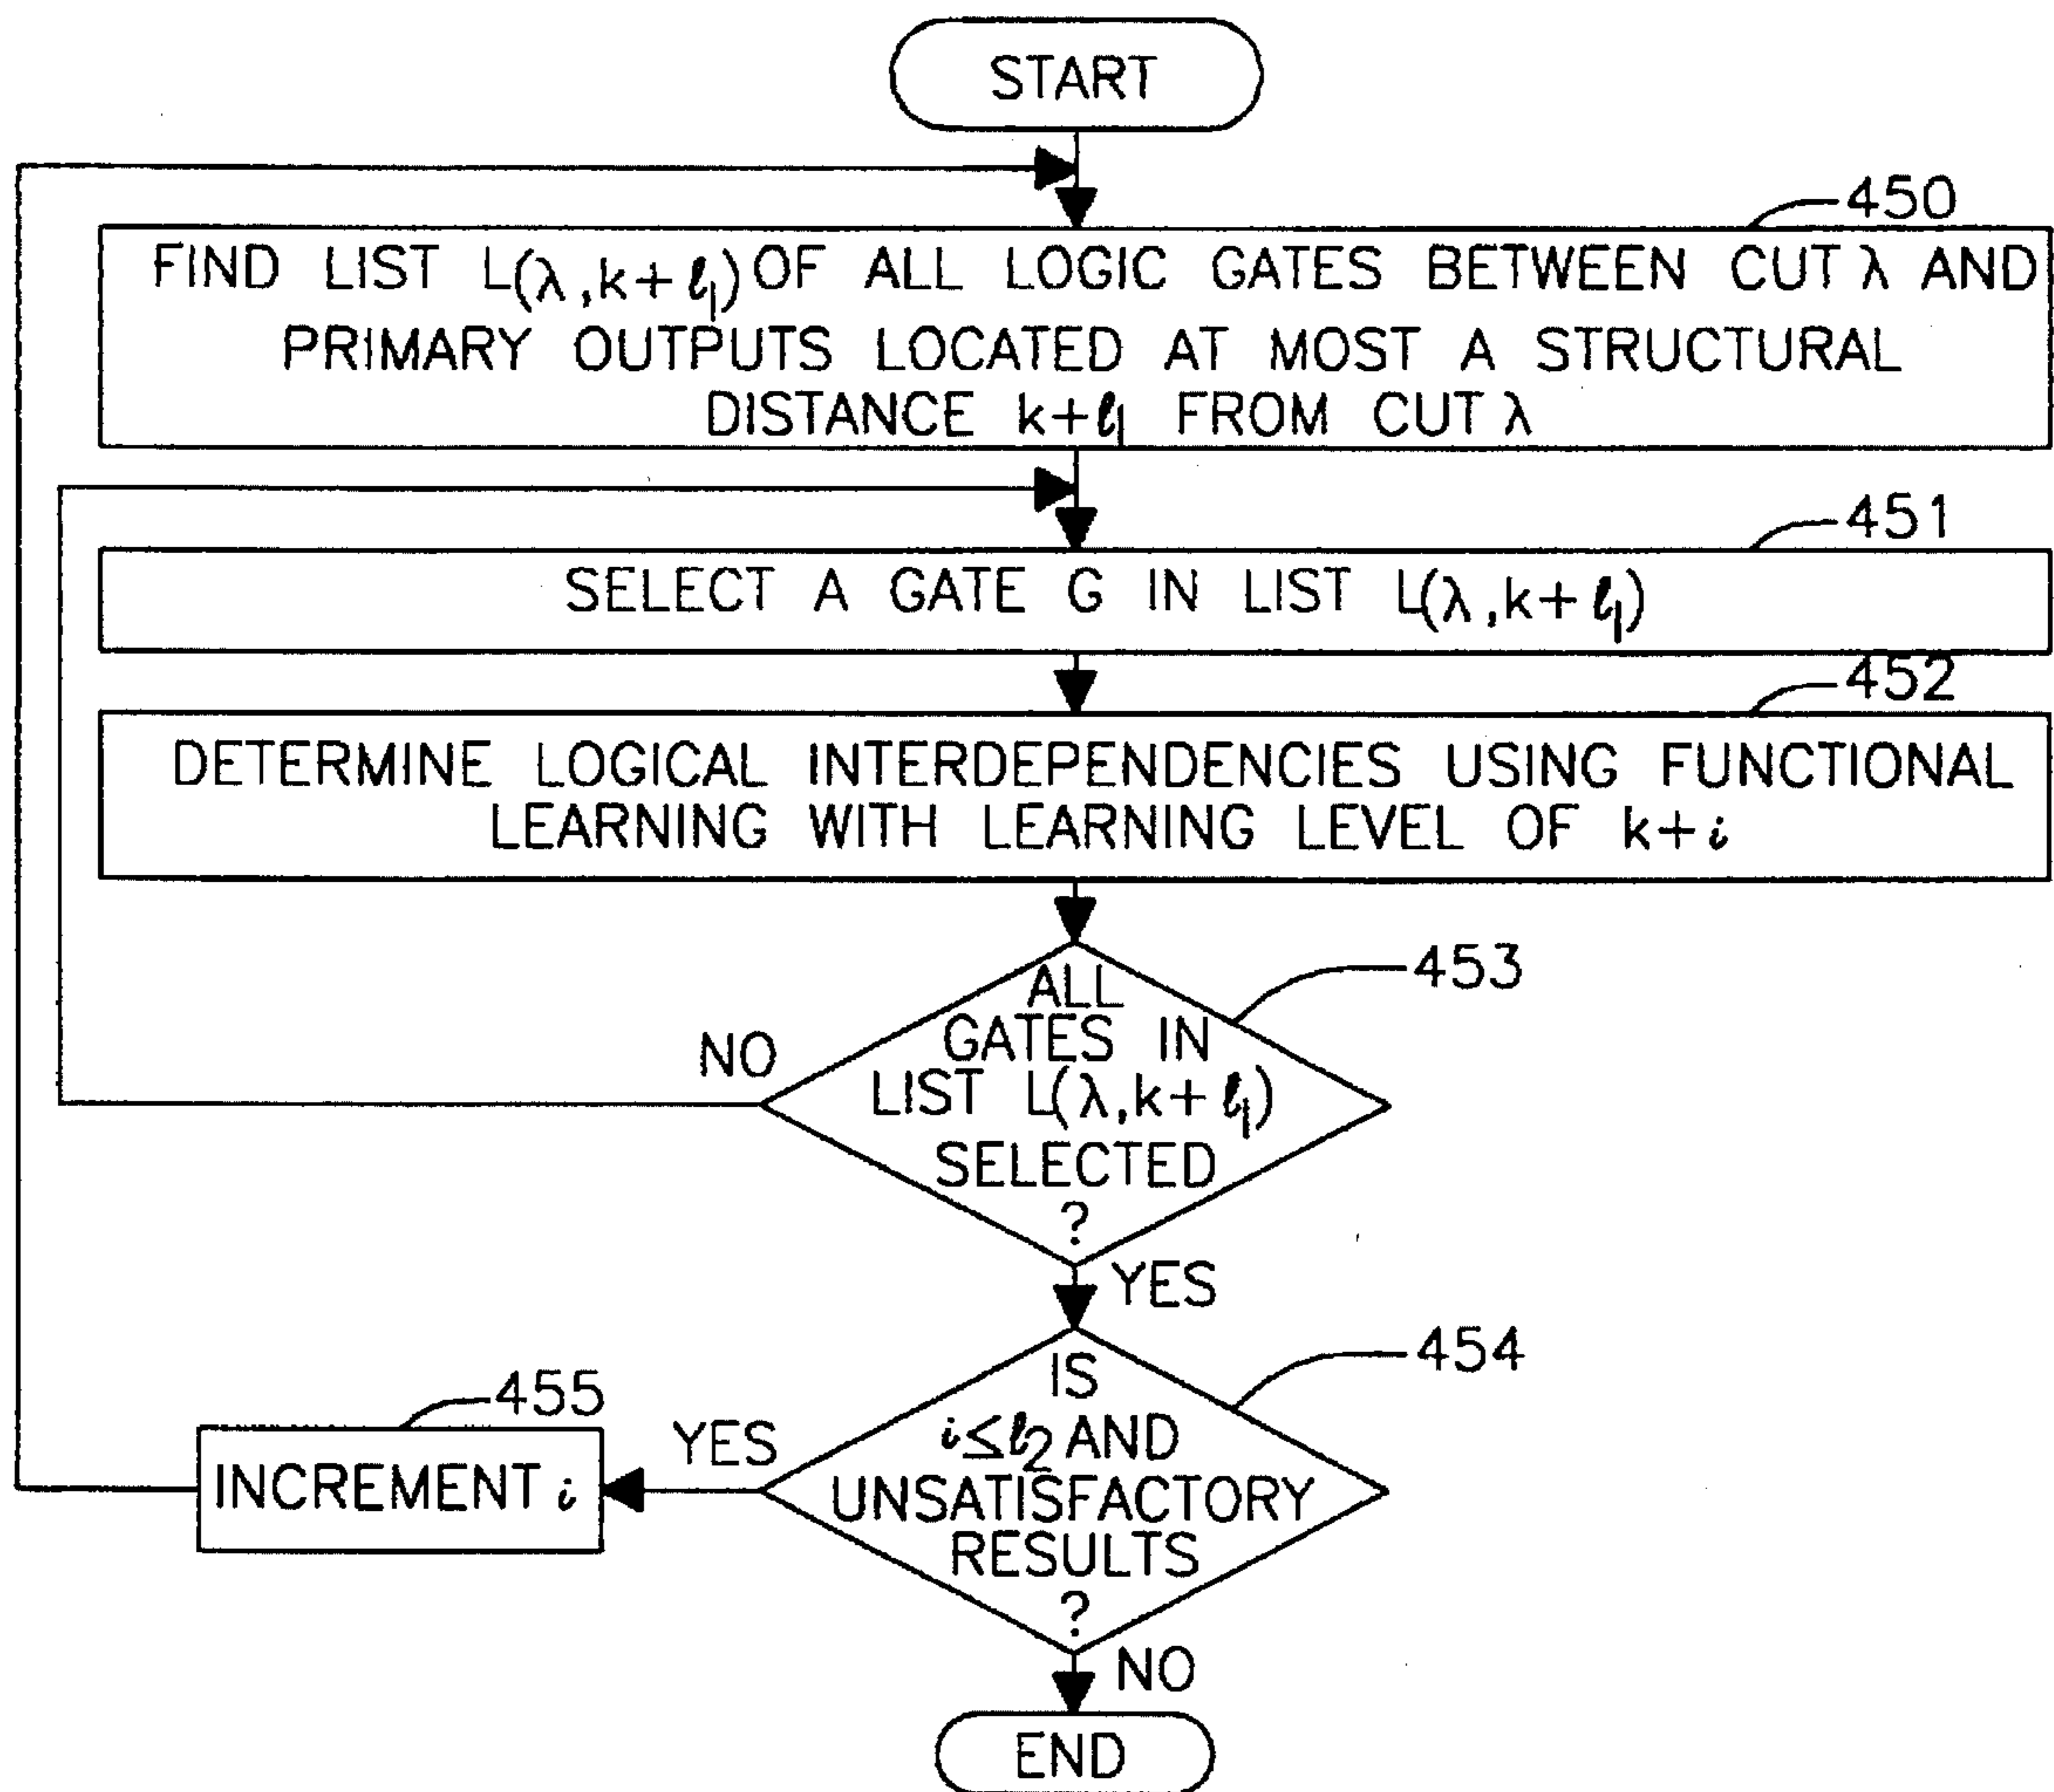 START
450
FIND LIST L(λ,k+ℓ₁) OF ALL LOGIC GATES BETWEEN CUT λ AND
PRIMARY OUTPUTS LOCATED AT MOST A STRUCTURAL
DISTANCE k+ℓ₁ FROM CUT λ
451
SELECT A GATE G IN LIST L(λ,k+ℓ₁)
452
DETERMINE LOGICAL INTERDEPENDENCIES USING FUNCTIONAL
LEARNING WITH LEARNING LEVEL OF k+i
453
ALL
GATES IN
LIST L(λ,k+ℓ₁)
SELECTED
?
NO
YES
454
IS
i≤ℓ₂ AND
UNSATISFACTORY
RESULTS
?
YES
455
INCREMENT i
NO
END